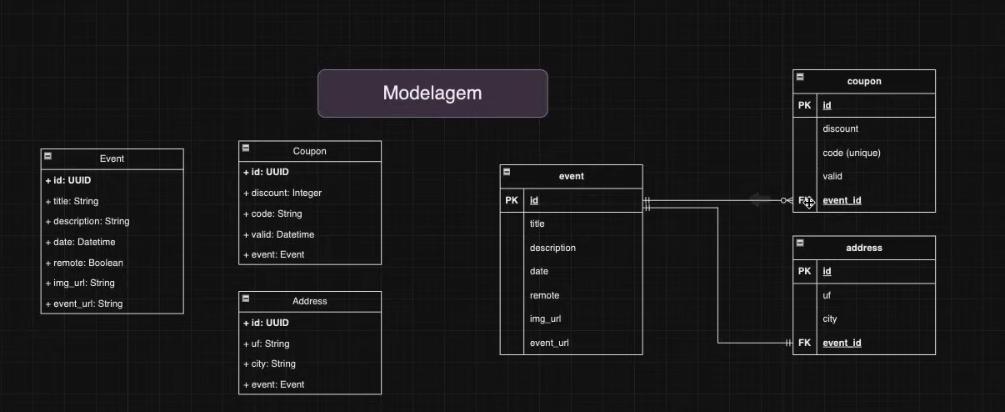 Modelagem
Event
+ id: UUID
+ title: String
+ description: String
+ date: Datetime
+ remote: Boolean
+ img_url: String
+ event_url: String
Coupon
+ id: UUID
+ discount: Integer
+ code: String
+ valid: Datetime
+ event: Event
Address
+ id: UUID
+ uf: String
+ city: String
+ event: Event
event
PK id
title
description
date
remote
img_url
event_url
coupon
PK id
discount
code (unique)
valid
event_id
address
PK id
uf
city
FK event_id